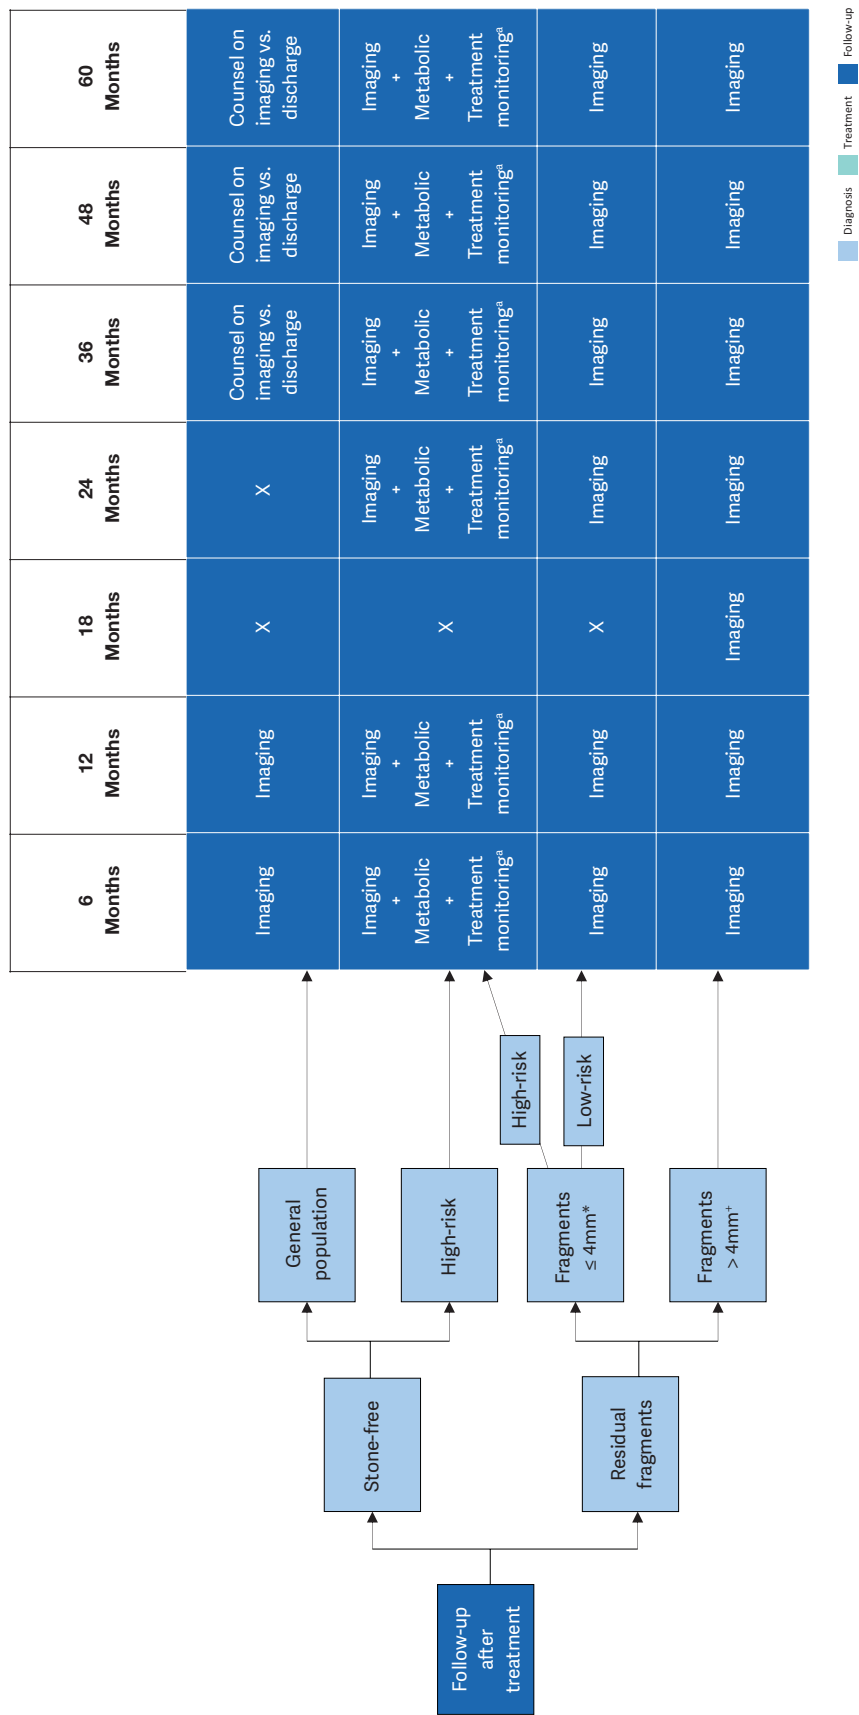 6
Months
12
Months
18
Months
24
Months
36
Months
48
Months
60
Months
Follow-up
after
treatment
Stone-free
General
population
Imaging
Imaging
X
X
Counsel on
imaging vs.
discharge
Counsel on
imaging vs.
discharge
Counsel on
imaging vs.
discharge
High-risk
Imaging
+
Metabolic
+
Treatment
monitoringᵃ
Imaging
+
Metabolic
+
Treatment
monitoringᵃ
X
Imaging
+
Metabolic
+
Treatment
monitoringᵃ
Imaging
+
Metabolic
+
Treatment
monitoringᵃ
Imaging
+
Metabolic
+
Treatment
monitoringᵃ
Imaging
+
Metabolic
+
Treatment
monitoringᵃ
Residual
fragments
Fragments
≤ 4mm*
High-risk
Low-risk
Imaging
Imaging
X
Imaging
Imaging
Imaging
Imaging
Fragments
> 4mm⁺
Imaging
Imaging
Imaging
Imaging
Imaging
Imaging
Imaging
Diagnosis
Treatment
Follow-up